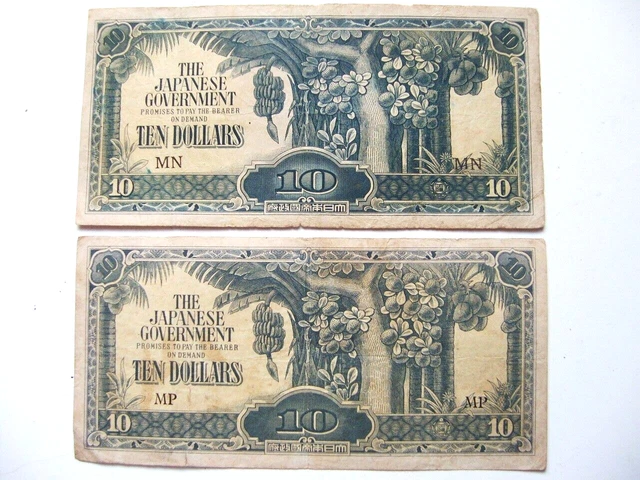 10 10
THE
JAPANESE
GOVERNMENT
PROMISES TO PAY THE BEARER
ON DEMAND
TEN DOLLARS
MN MN
10 10 10
府政國帝本日大
10 10
THE
JAPANESE
GOVERNMENT
PROMISES TO PAY THE BEARER
ON DEMAND
TEN DOLLARS
MP MP
10 10 10
府政國帝本日大